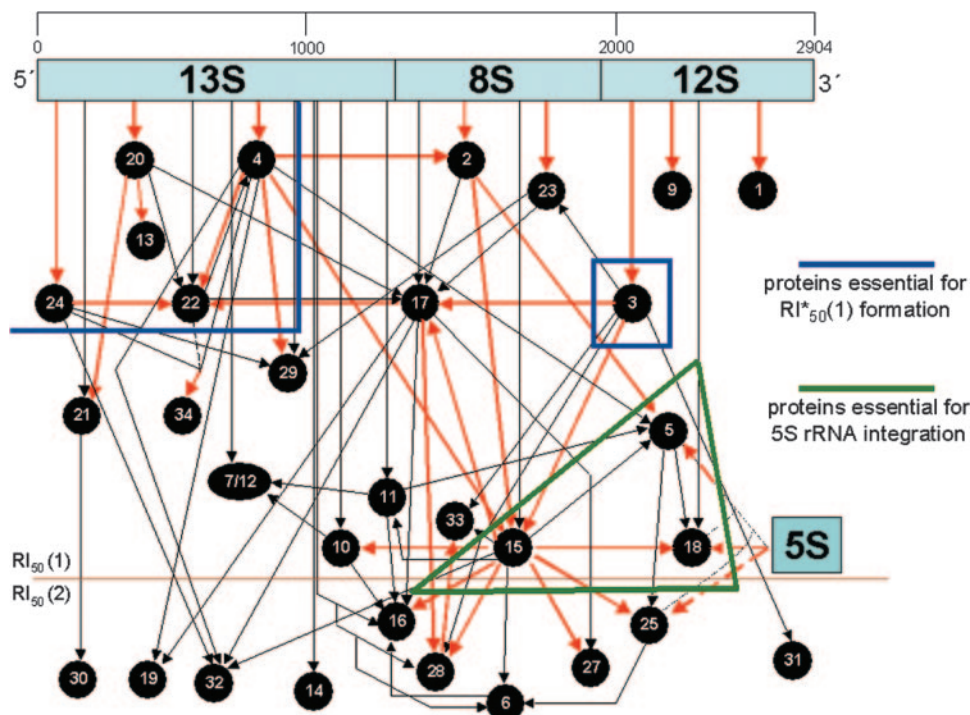 0 1000 2000 2904
5´ 13S 8S 12S 3´
20 4 2 23 9 1
13
24 22 17 3
proteins essential for
RI*50(1) formation
29
21 34 5
proteins essential for
5S rRNA integration
7/12 11 33
10 15 18 5S
RI50(1)
RI50(2)
16 25
30 19 32 14 28 27 31
6